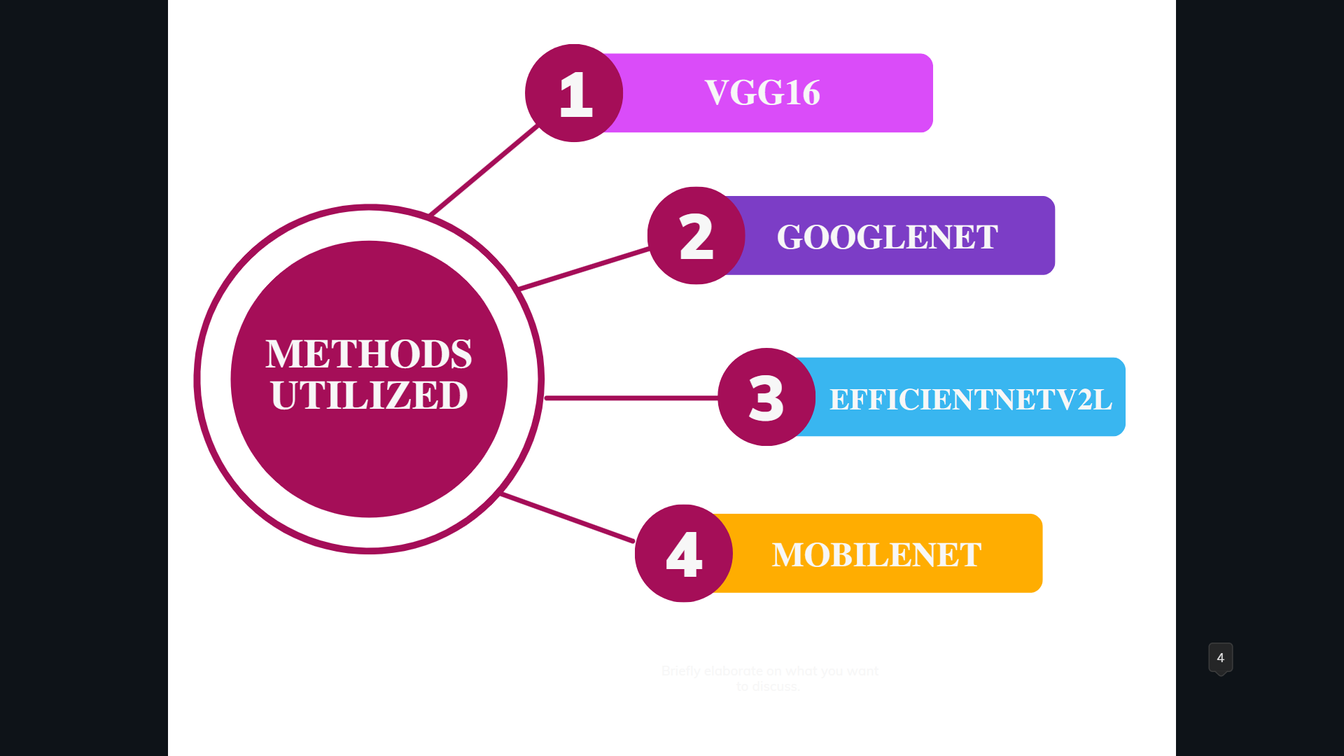 1
VGG16
2
GOOGLENET
METHODS
UTILIZED
3
EFFICIENTNETV2L
4
MOBILENET
Briefly elaborate on what you want
to discuss.
4